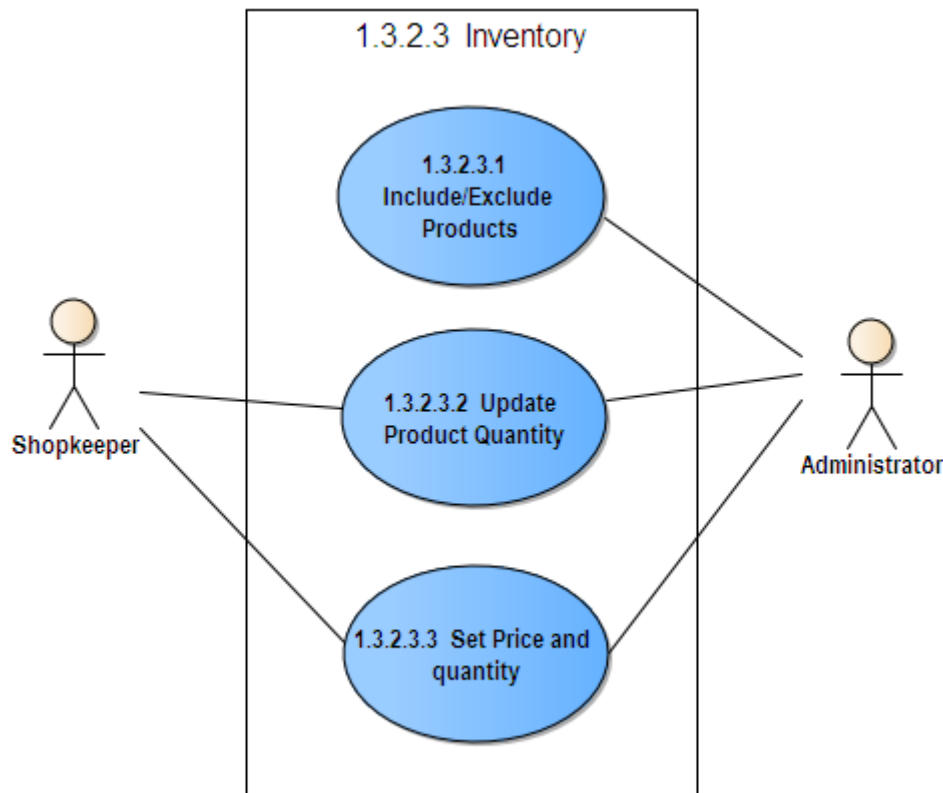 1.3.2.3 Inventory
1.3.2.3.1
Include/Exclude
Products
1.3.2.3.2 Update
Product Quantity
Shopkeeper
Administrator
1.3.2.3.3 Set Price and
quantity